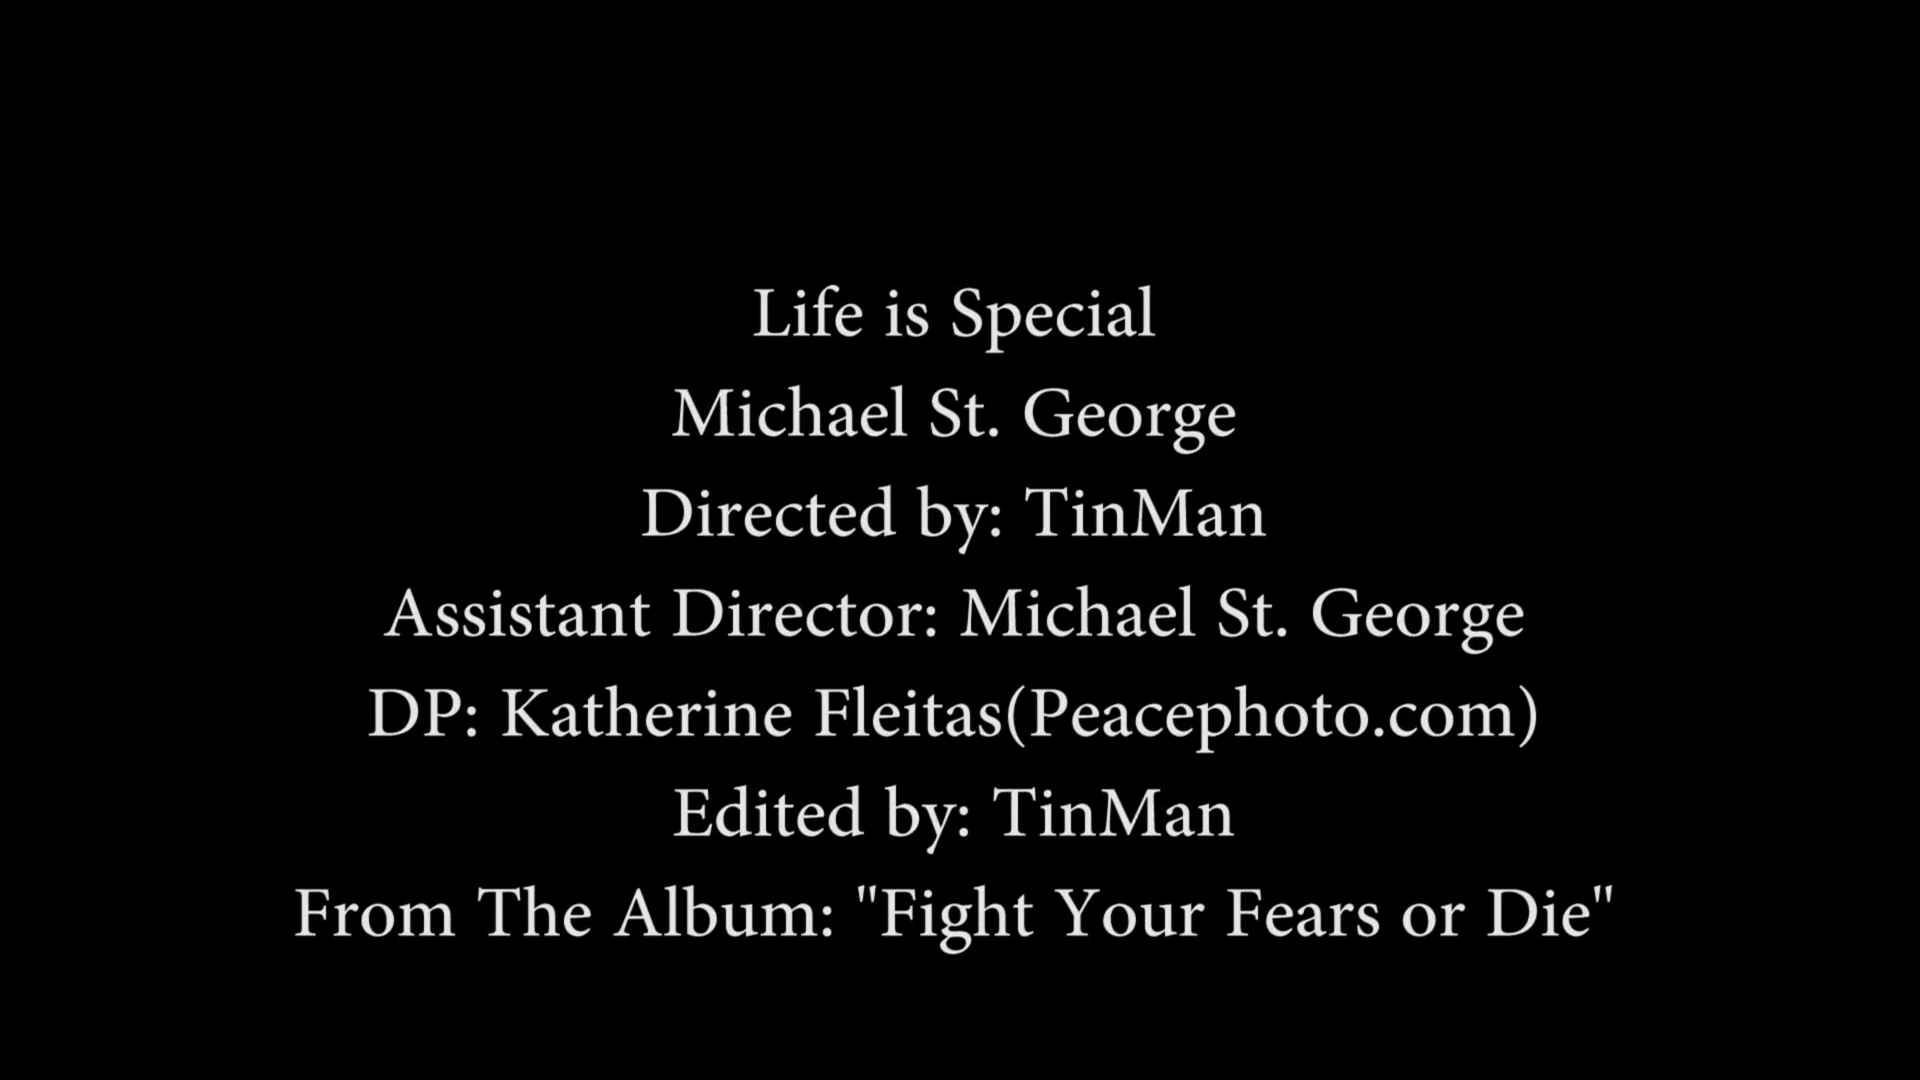 Life is Special
Michael St. George
Directed by: TinMan
Assistant Director: Michael St. George
DP: Katherine Fleitas(Peacephoto.com)
Edited by: TinMan
From The Album: "Fight Your Fears or Die"